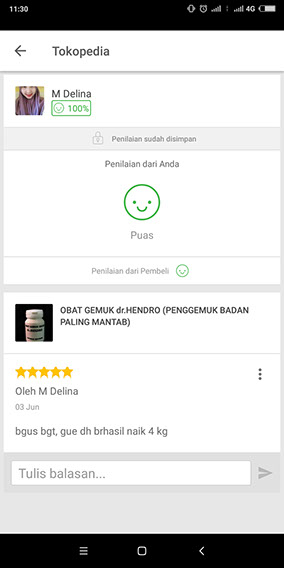 11:30
4G
Tokopedia
M Delina
100%
Penilaian sudah disimpan
Penilaian dari Anda
Puas
Penilaian dari Pembeli
OBAT GEMUK dr.HENDRO (PENGGEMUK BADAN
PALING MANTAB)
Oleh M Delina
03 Jun
bgus bgt, gue dh brhasil naik 4 kg
Tulis balasan...